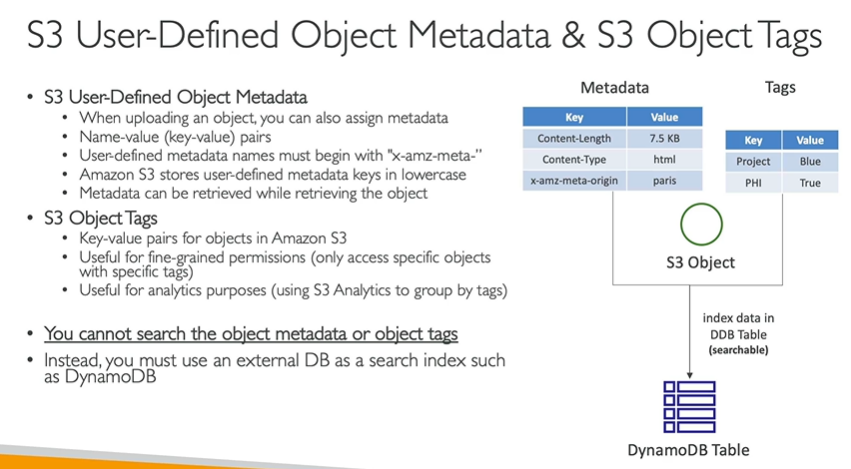 S3 User-Defined Object Metadata & S3 Object Tags
• S3 User-Defined Object Metadata
• When uploading an object, you can also assign metadata
• Name-value (key-value) pairs
• User-defined metadata names must begin with "x-amz-meta-”
• Amazon S3 stores user-defined metadata keys in lowercase
• Metadata can be retrieved while retrieving the object
• S3 Object Tags
• Key-value pairs for objects in Amazon S3
• Useful for fine-grained permissions (only access specific objects
with specific tags)
• Useful for analytics purposes (using S3 Analytics to group by tags)
• You cannot search the object metadata or object tags
• Instead, you must use an external DB as a search index such
as DynamoDB
Metadata
Key Value
Content-Length 7.5 KB
Content-Type html
x-amz-meta-origin paris
Tags
Key Value
Project Blue
PHI True
S3 Object
index data in
DDB Table
(searchable)
DynamoDB Table